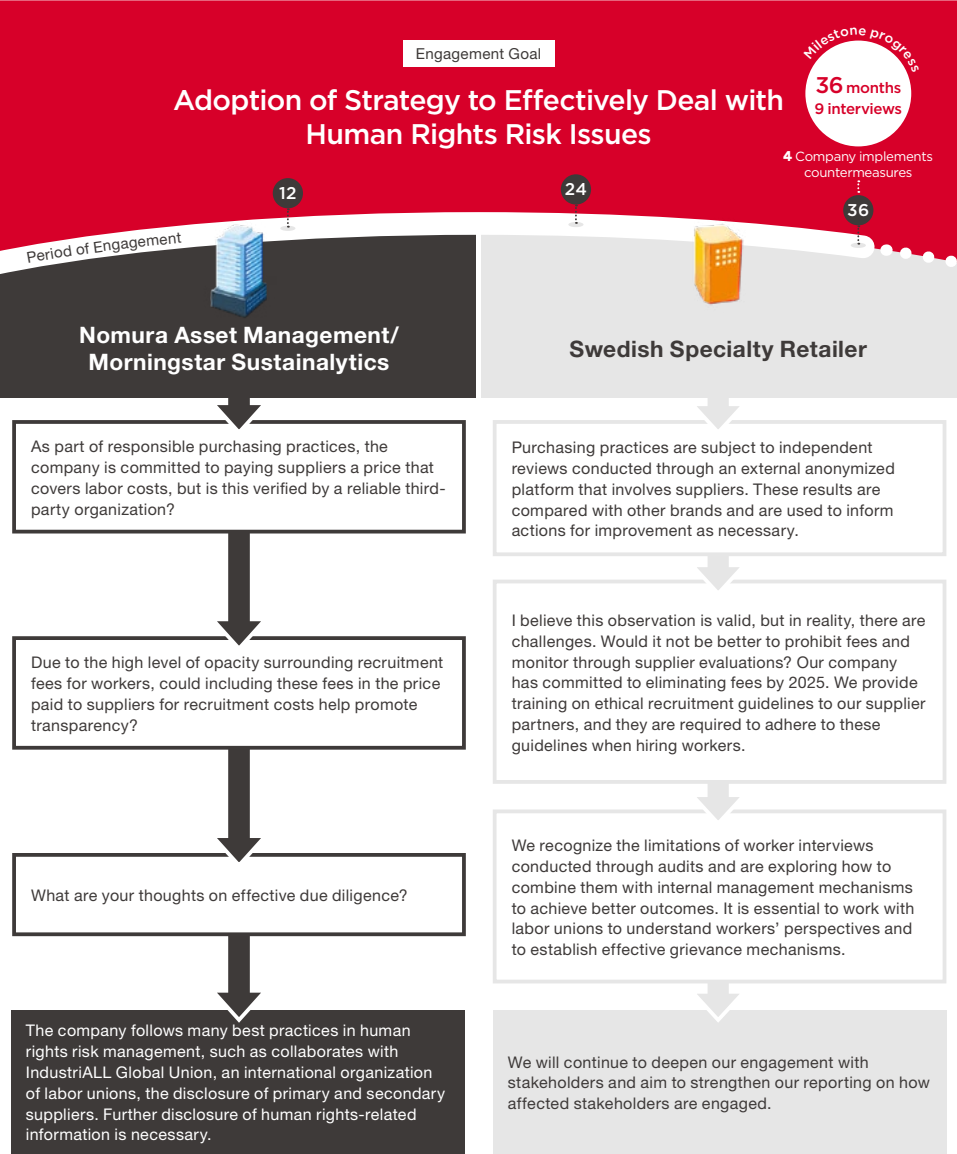 Engagement Goal
Adoption of Strategy to Effectively Deal with
Human Rights Risk Issues
Milestone progress
36 months
9 interviews
4 Company implements
countermeasures
12
24
36
Period of Engagement
Nomura Asset Management/
Morningstar Sustainalytics
Swedish Specialty Retailer
As part of responsible purchasing practices, the
company is committed to paying suppliers a price that
covers labor costs, but is this verified by a reliable third-
party organization?
Purchasing practices are subject to independent
reviews conducted through an external anonymized
platform that involves suppliers. These results are
compared with other brands and are used to inform
actions for improvement as necessary.
Due to the high level of opacity surrounding recruitment
fees for workers, could including these fees in the price
paid to suppliers for recruitment costs help promote
transparency?
I believe this observation is valid, but in reality, there are
challenges. Would it not be better to prohibit fees and
monitor through supplier evaluations? Our company
has committed to eliminating fees by 2025. We provide
training on ethical recruitment guidelines to our supplier
partners, and they are required to adhere to these
guidelines when hiring workers.
What are your thoughts on effective due diligence?
We recognize the limitations of worker interviews
conducted through audits and are exploring how to
combine them with internal management mechanisms
to achieve better outcomes. It is essential to work with
labor unions to understand workers' perspectives and
to establish effective grievance mechanisms.
The company follows many best practices in human
rights risk management, such as collaborates with
IndustriALL Global Union, an international organization
of labor unions, the disclosure of primary and secondary
suppliers. Further disclosure of human rights-related
information is necessary.
We will continue to deepen our engagement with
stakeholders and aim to strengthen our reporting on how
affected stakeholders are engaged.